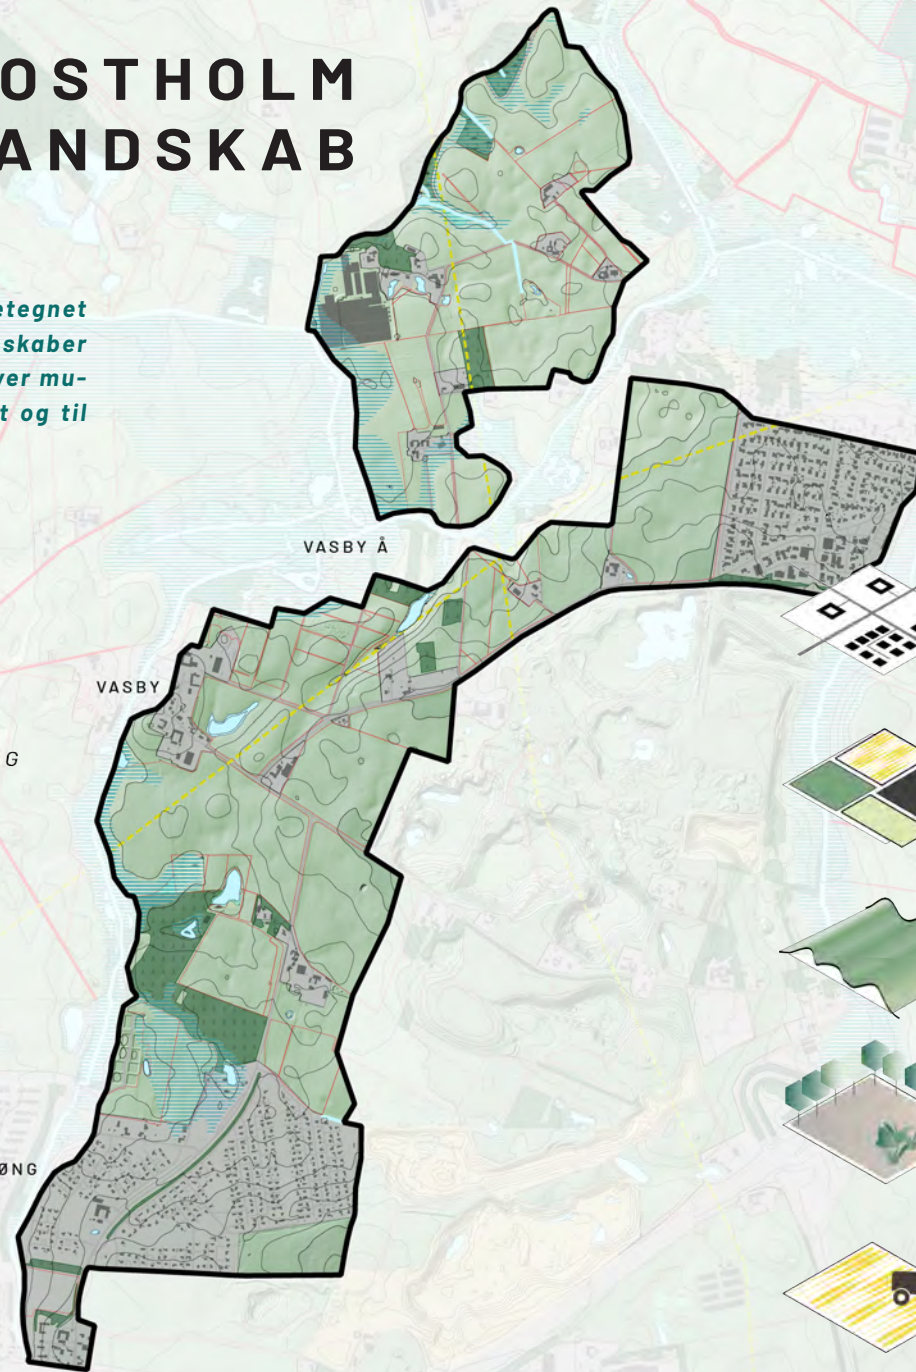 OSTHOLM
ANDSKAB
etegnet
skaber
ver mu-
t og til
VASBY Å
VASBY
G
ØNG